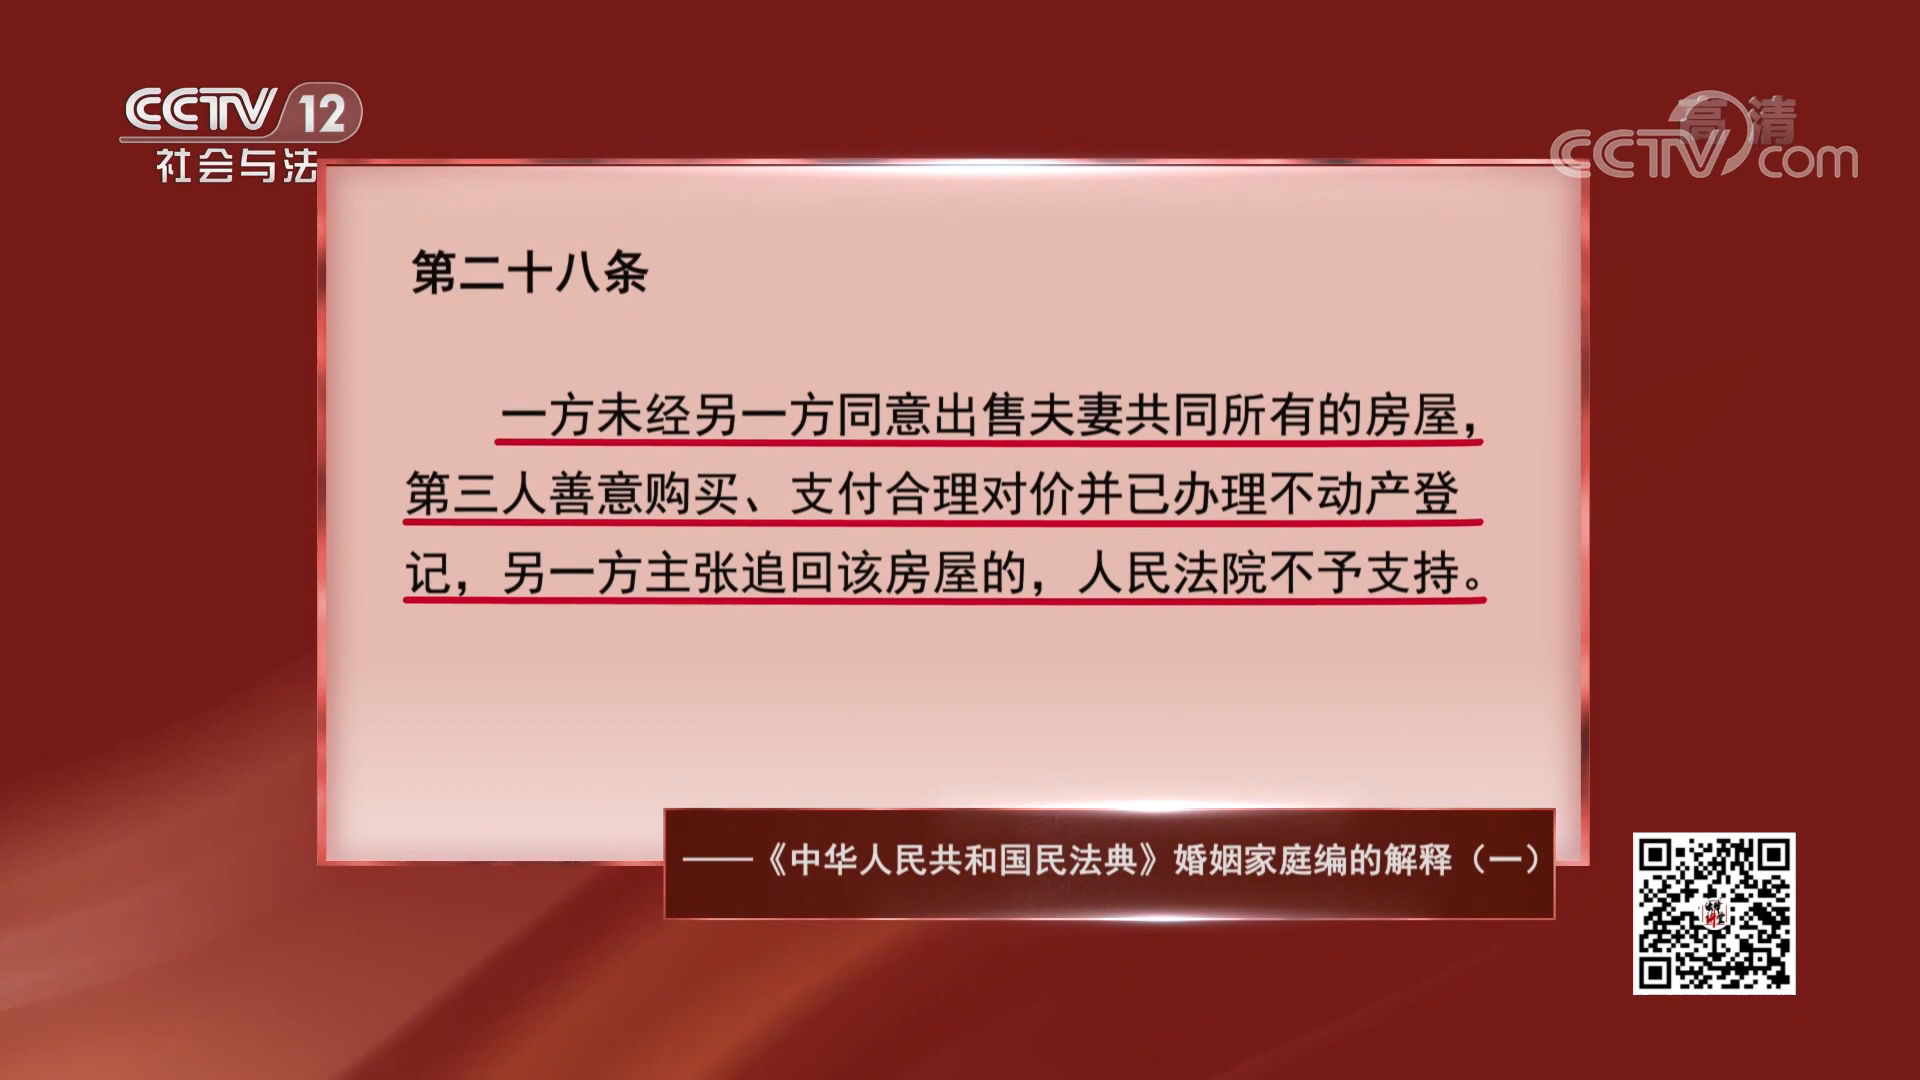 CCTV 12
社会与法
高清
CCTV.com
第二十八条
一方未经另一方同意出售夫妻共同所有的房屋，
第三人善意购买、支付合理对价并已办理不动产登
记，另一方主张追回该房屋的，人民法院不予支持。
——《中华人民共和国民法典》婚姻家庭编的解释（一）